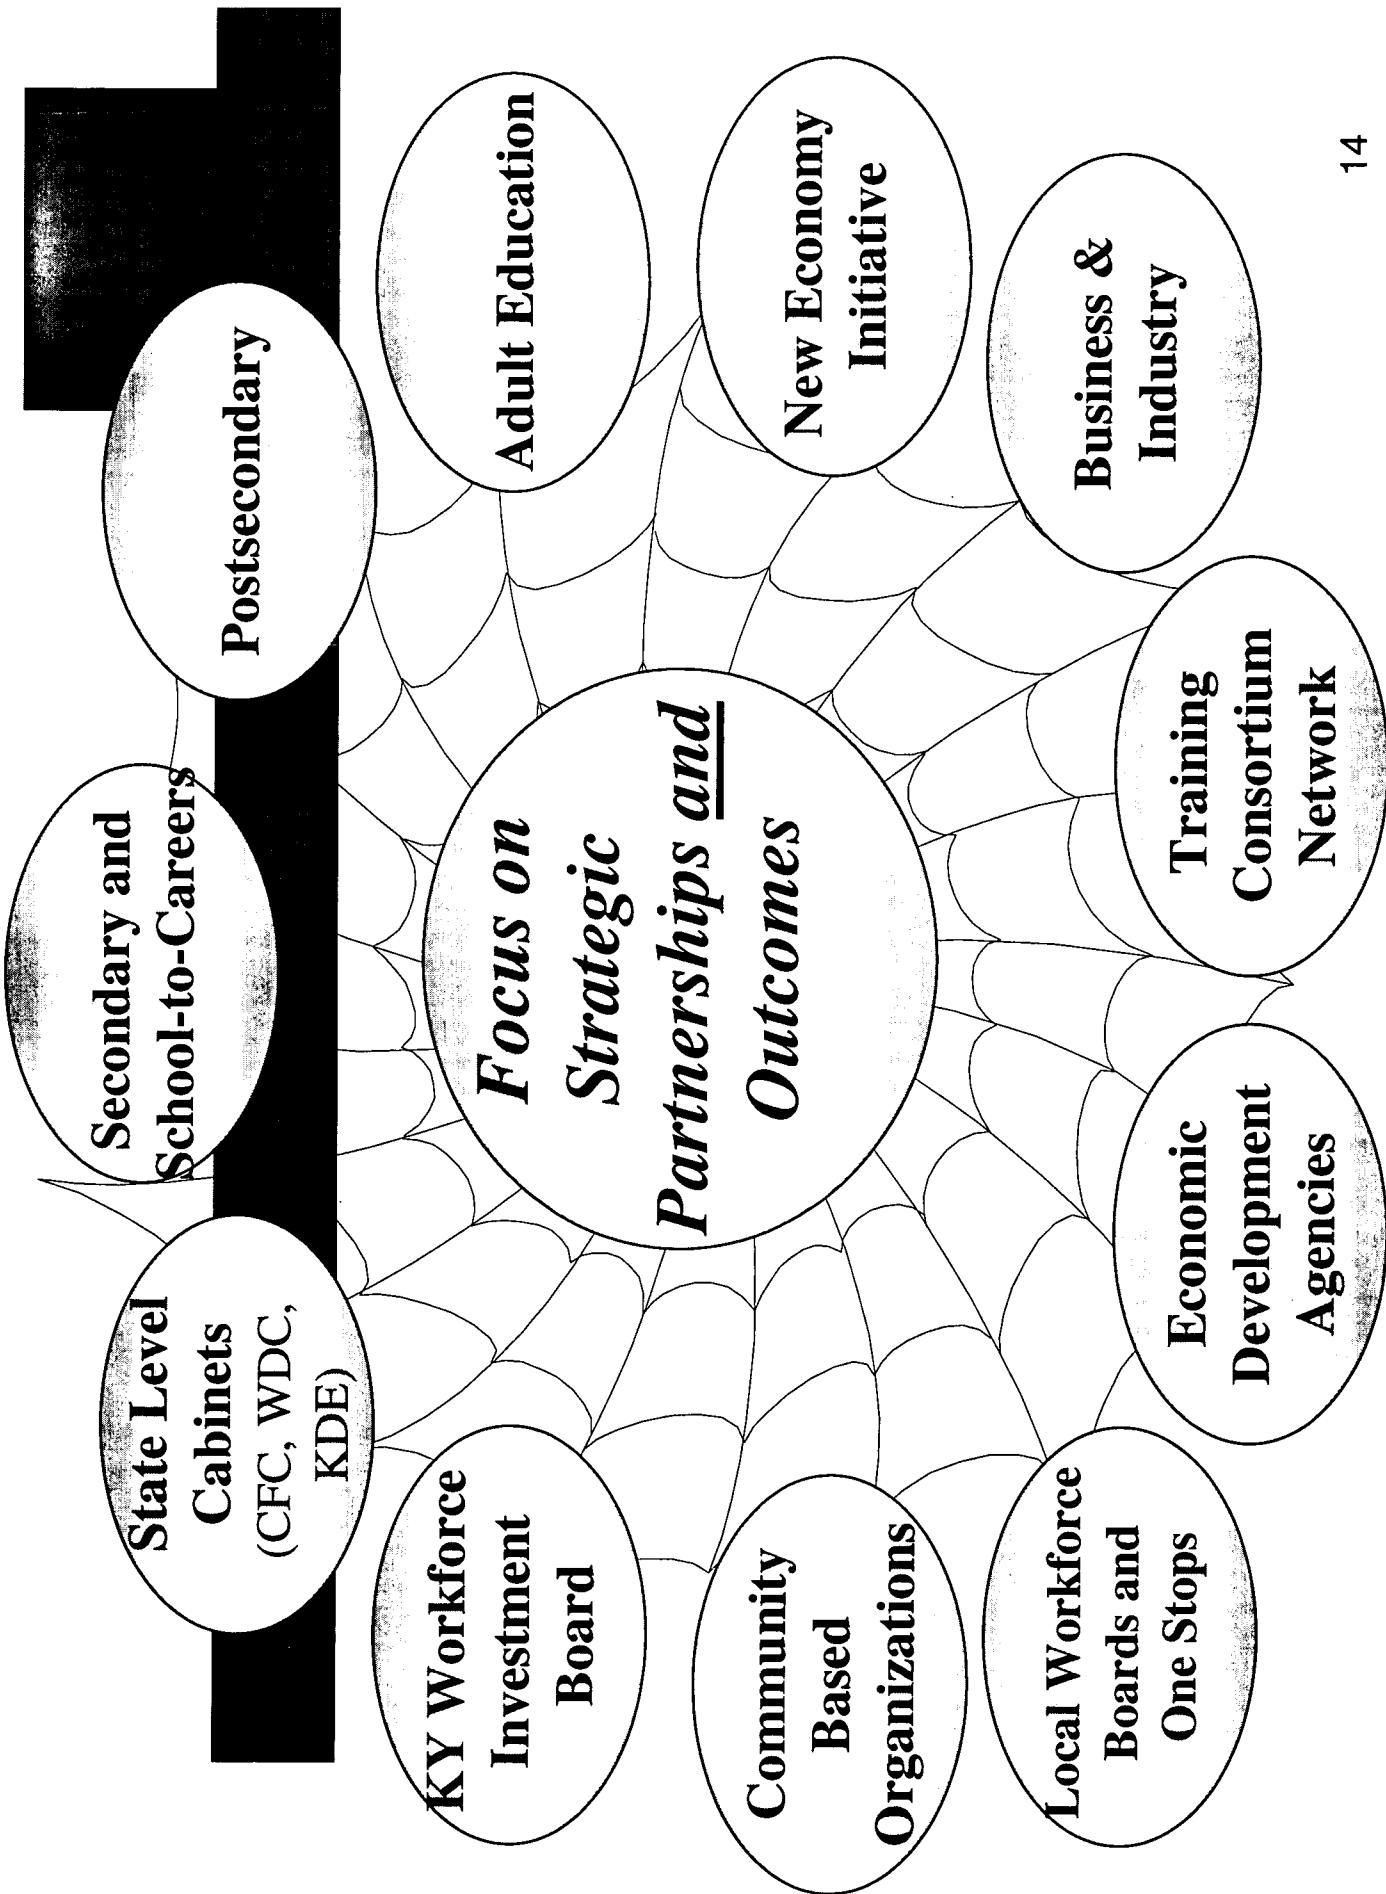 Secondary and
School-to-Careers
State Level
Cabinets
(CFC, WDC,
KDE)
Postsecondary
KY Workforce
Investment
Board
Adult Education
Focus on
Strategic
Partnerships and
Outcomes
Community
Based
Organizations
New Economy
Initiative
Local Workforce
Boards and
One Stops
Business &
Industry
Economic
Development
Agencies
Training
Consortium
Network
14